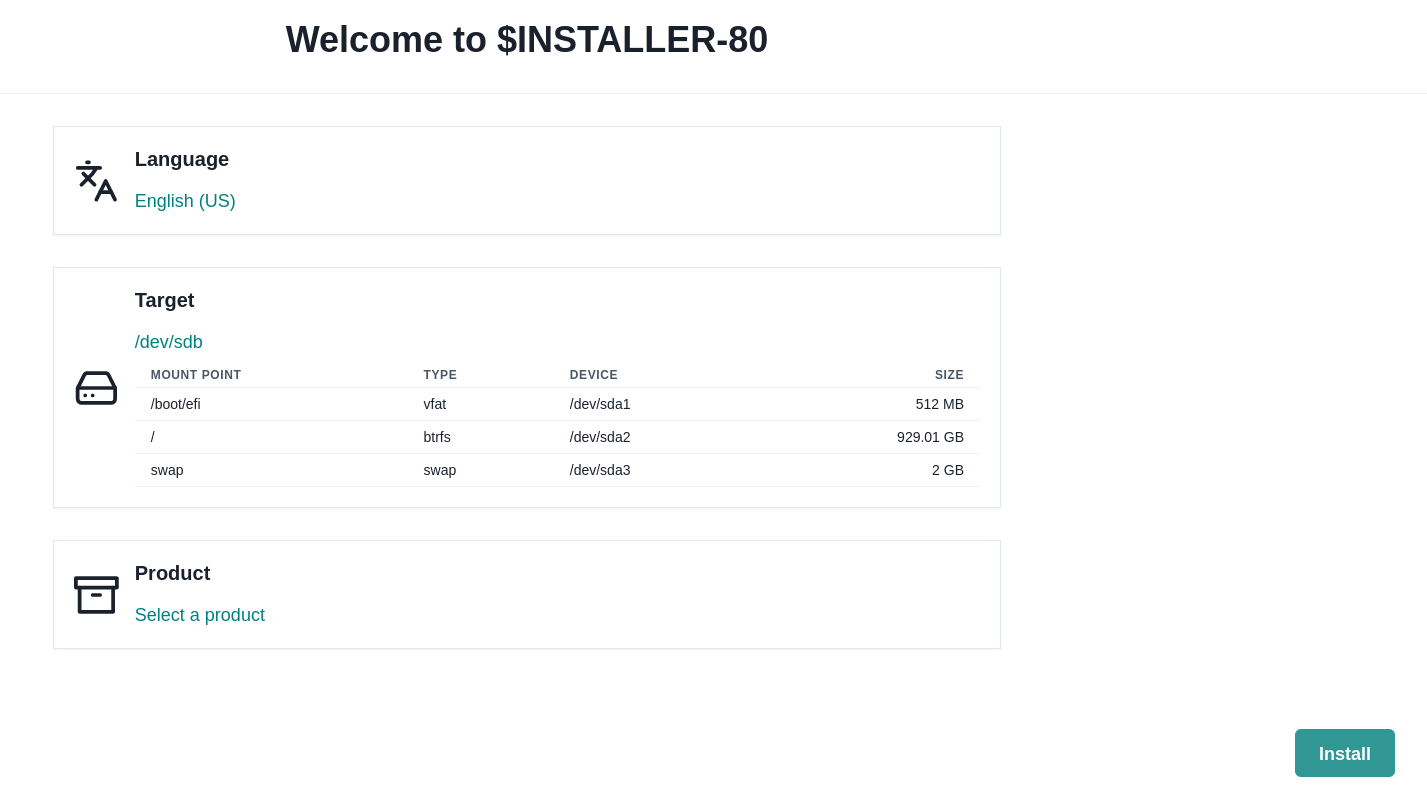 Welcome to $INSTALLER-80
Language
English (US)
Target
/dev/sdb
MOUNT POINT TYPE DEVICE SIZE
/boot/efi vfat /dev/sda1 512 MB
/ btrfs /dev/sda2 929.01 GB
swap swap /dev/sda3 2 GB
Product
Select a product
Install